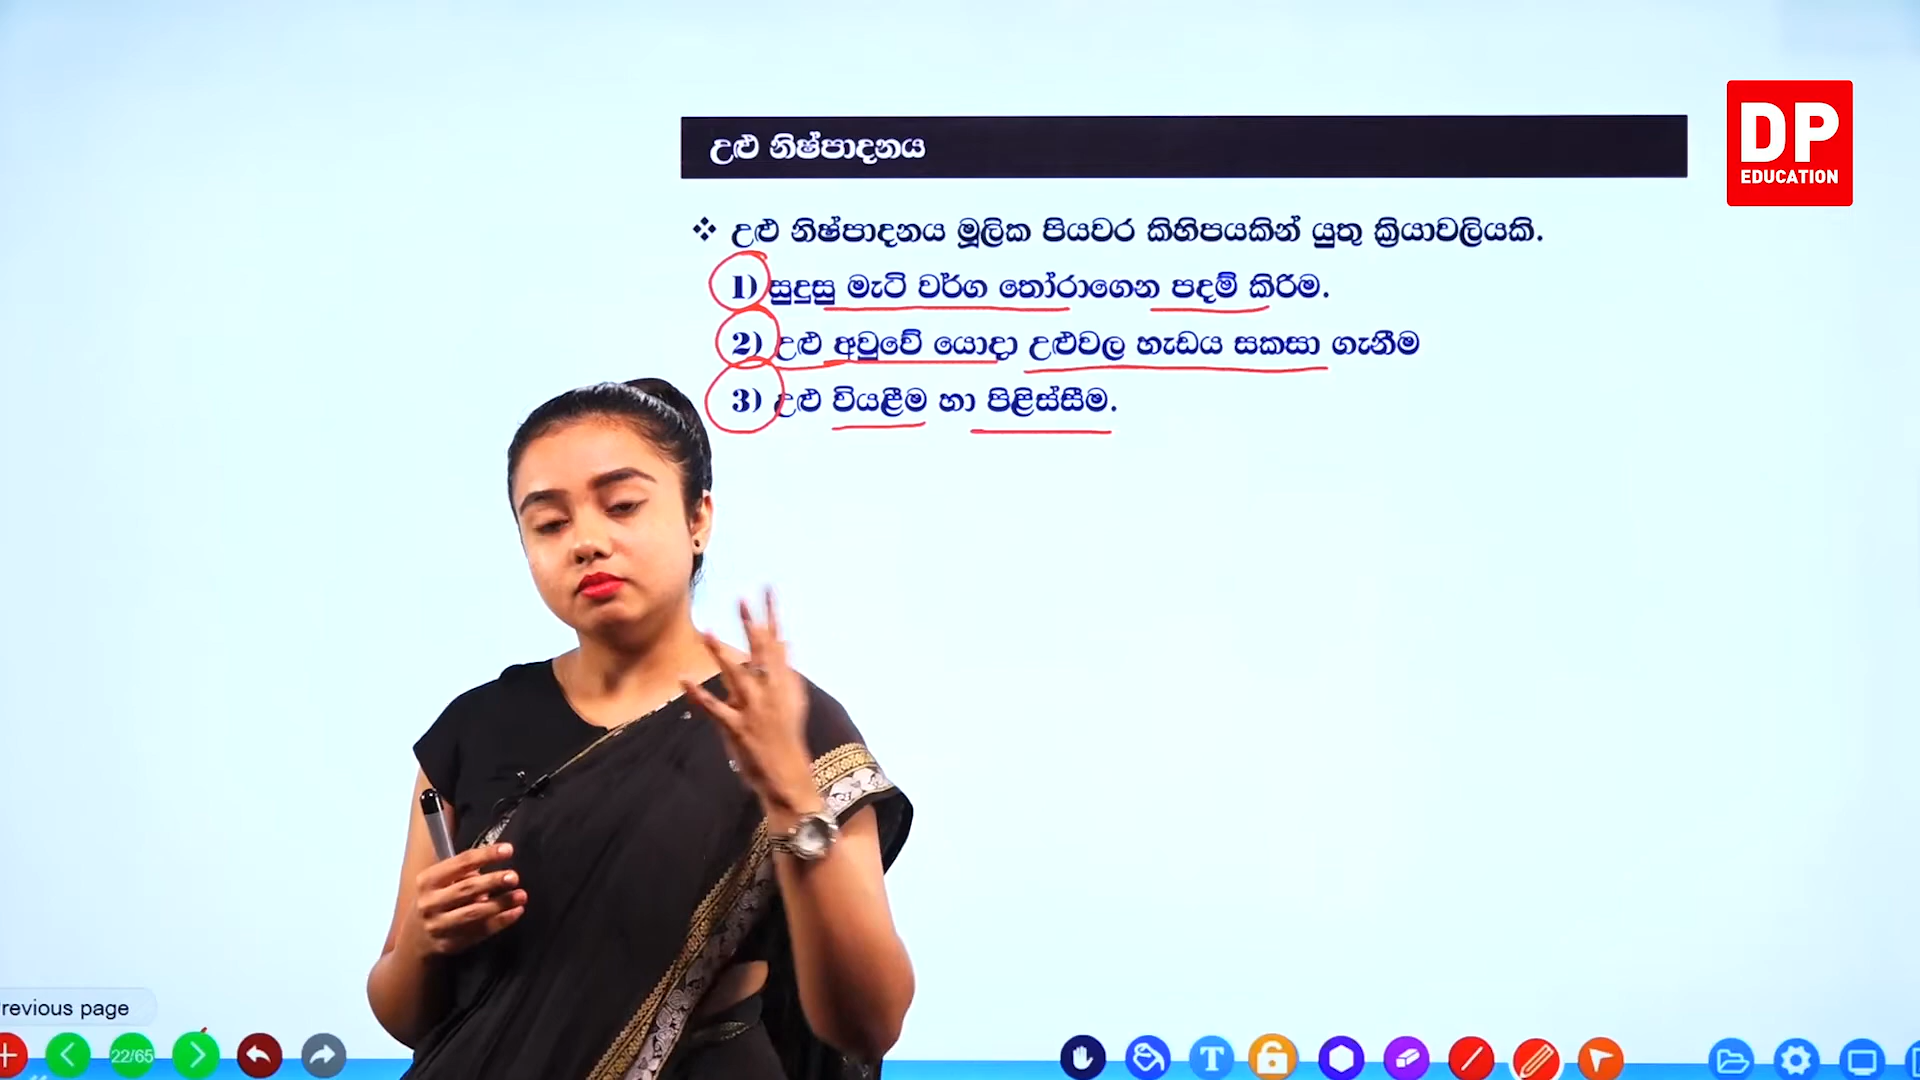 DP
EDUCATION
උළු නිෂ්පාදනය
❖ උළු නිෂ්පාදනය මූලික පියවර කිහිපයකින් යුතු ක්‍රියාවලියකි.
1) සුදුසු මැටි වර්ග තෝරාගෙන පදම් කිරීම.
2) උළු අච්චුවේ යොදා උළුවල හැඩය සකසා ගැනීම
3) උළු වියළීම හා පිළිස්සීම.
revious page
22/65
T